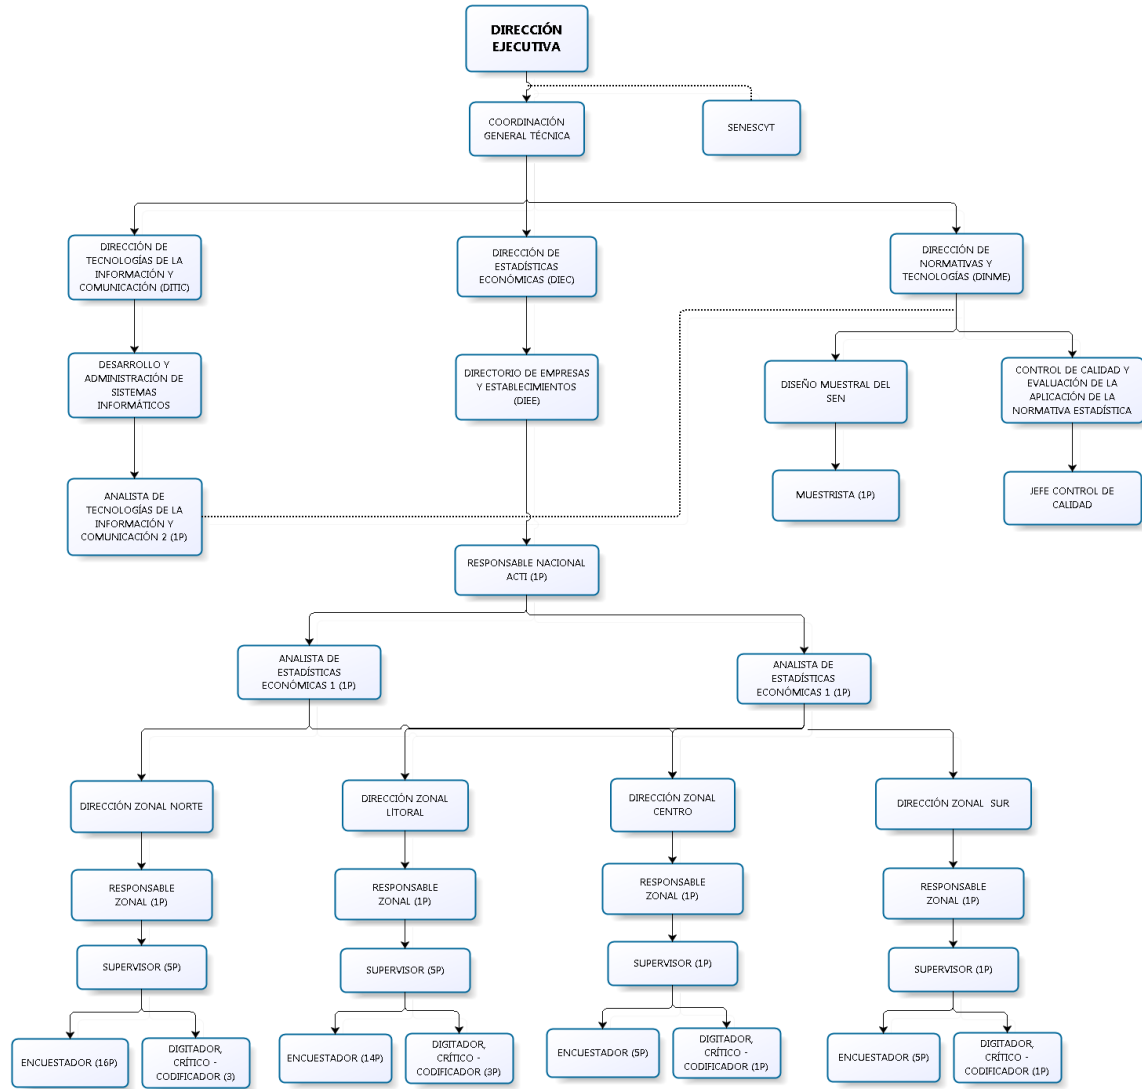 DIRECCIÓN
EJECUTIVA
COORDINACIÓN
GENERAL TÉCNICA
SENESCYT
DIRECCIÓN DE
TECNOLOGÍAS DE LA
INFORMACIÓN Y
COMUNICACIÓN (DITIC)
DIRECCIÓN DE
ESTADÍSTICAS
ECONÓMICAS (DIEC)
DIRECCIÓN DE
NORMATIVAS Y
TECNOLOGÍAS (DINME)
DESARROLLO Y
ADMINISTRACIÓN DE
SISTEMAS
INFORMÁTICOS
DIRECTORIO DE EMPRESAS
Y ESTABLECIMIENTOS
(DIEE)
DISEÑO MUESTRAL DEL
SEN
CONTROL DE CALIDAD Y
EVALUACIÓN DE LA
APLICACIÓN DE LA
NORMATIVA ESTADÍSTICA
ANALISTA DE
TECNOLOGÍAS DE LA
INFORMACIÓN Y
COMUNICACIÓN 2 (1P)
MUESTRISTA (1P)
JEFE CONTROL DE
CALIDAD
RESPONSABLE NACIONAL
ACTI (1P)
ANALISTA DE
ESTADÍSTICAS
ECONÓMICAS 1 (1P)
ANALISTA DE
ESTADÍSTICAS
ECONÓMICAS 1 (1P)
DIRECCIÓN ZONAL NORTE
DIRECCIÓN ZONAL
LITORAL
DIRECCIÓN ZONAL
CENTRO
DIRECCIÓN ZONAL  SUR
RESPONSABLE
ZONAL (1P)
RESPONSABLE
ZONAL (1P)
RESPONSABLE
ZONAL (1P)
RESPONSABLE
ZONAL (1P)
SUPERVISOR (5P)
SUPERVISOR (5P)
SUPERVISOR (1P)
SUPERVISOR (1P)
ENCUESTADOR (16P)
DIGITADOR,
CRÍTICO -
CODIFICADOR (3)
ENCUESTADOR (14P)
DIGITADOR,
CRÍTICO -
CODIFICADOR (3P)
ENCUESTADOR (5P)
DIGITADOR,
CRÍTICO -
CODIFICADOR (1P)
ENCUESTADOR (5P)
DIGITADOR,
CRÍTICO -
CODIFICADOR (1P)